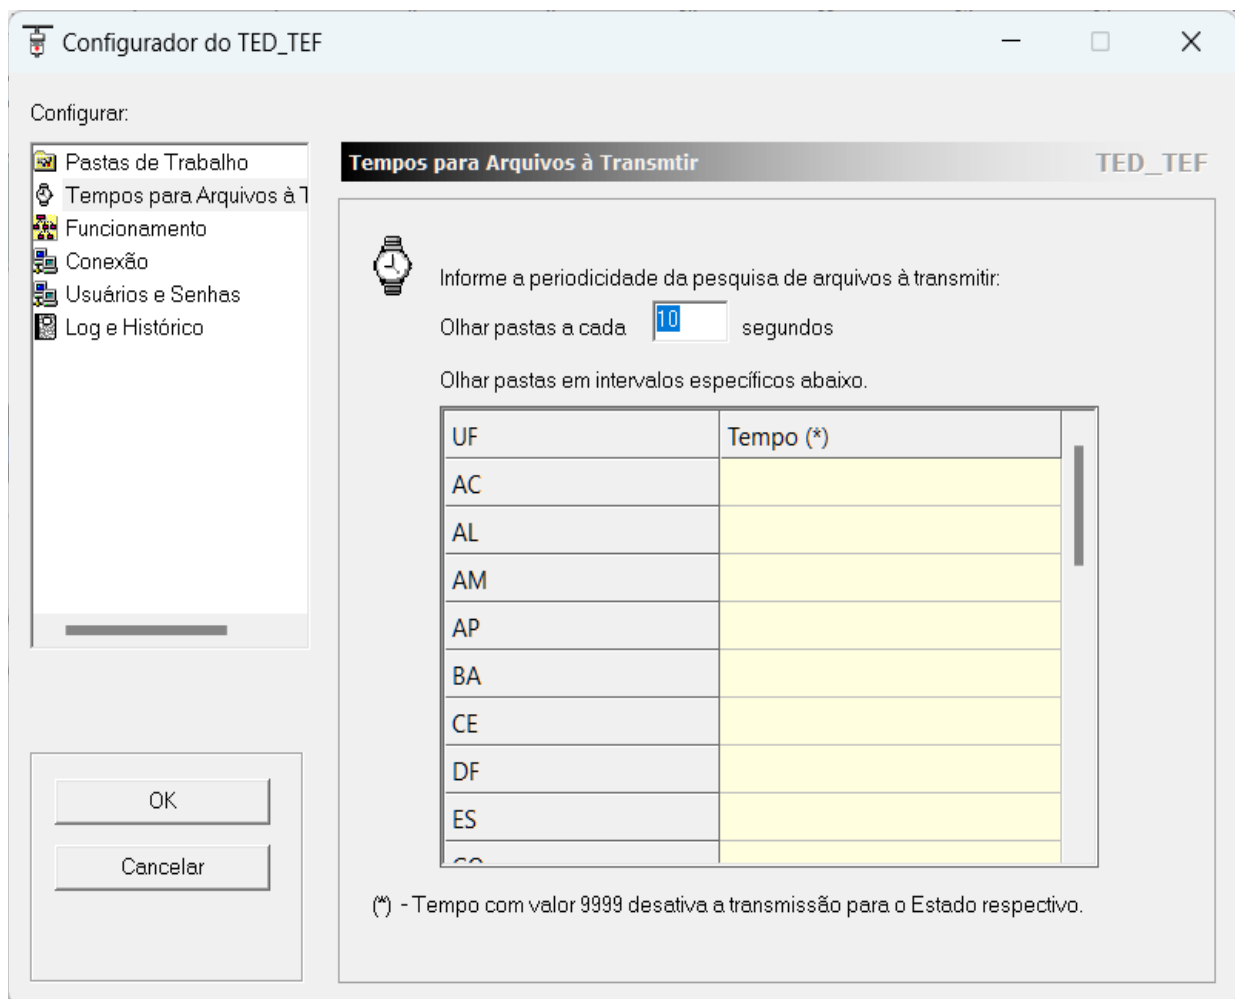 Configurador do TED_TEF
Configurar:
Pastas de Trabalho
Tempos para Arquivos à T
Funcionamento
Conexão
Usuários e Senhas
Log e Histórico
OK
Cancelar
Tempos para Arquivos à Transmtir
TED_TEF
Informe a periodicidade da pesquisa de arquivos à transmitir:
Olhar pastas a cada 10 segundos
Olhar pastas em intervalos específicos abaixo.
UF Tempo (*)
AC
AL
AM
AP
BA
CE
DF
ES
(*) - Tempo com valor 9999 desativa a transmissão para o Estado respectivo.